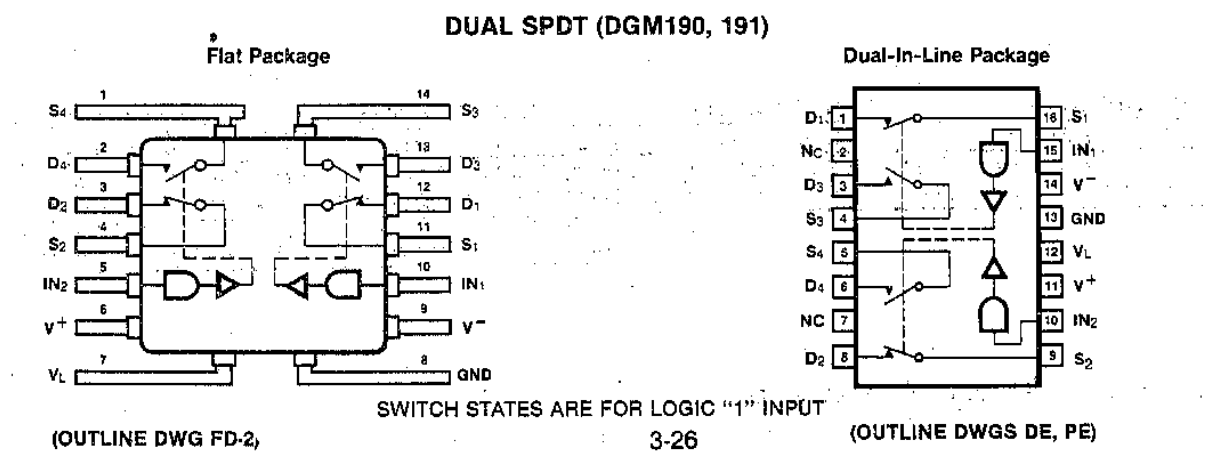 DUAL SPDT (DGM190, 191)
Flat Package
1
S4
14
S3
2
D4
13
D3
3
D2
12
D1
4
S2
11
S1
5
IN2
10
IN1
6
V+
9
V-
7
VL
8
GND
(OUTLINE DWG FD-2)
Dual-In-Line Package
D1 1
16 S1
NC 2
15 IN1
D3 3
14 V-
S3 4
13 GND
S4 5
12 VL
D4 6
11 V+
NC 7
10 IN2
D2 8
9 S2
SWITCH STATES ARE FOR LOGIC "1" INPUT
3-26
(OUTLINE DWGS DE, PE)